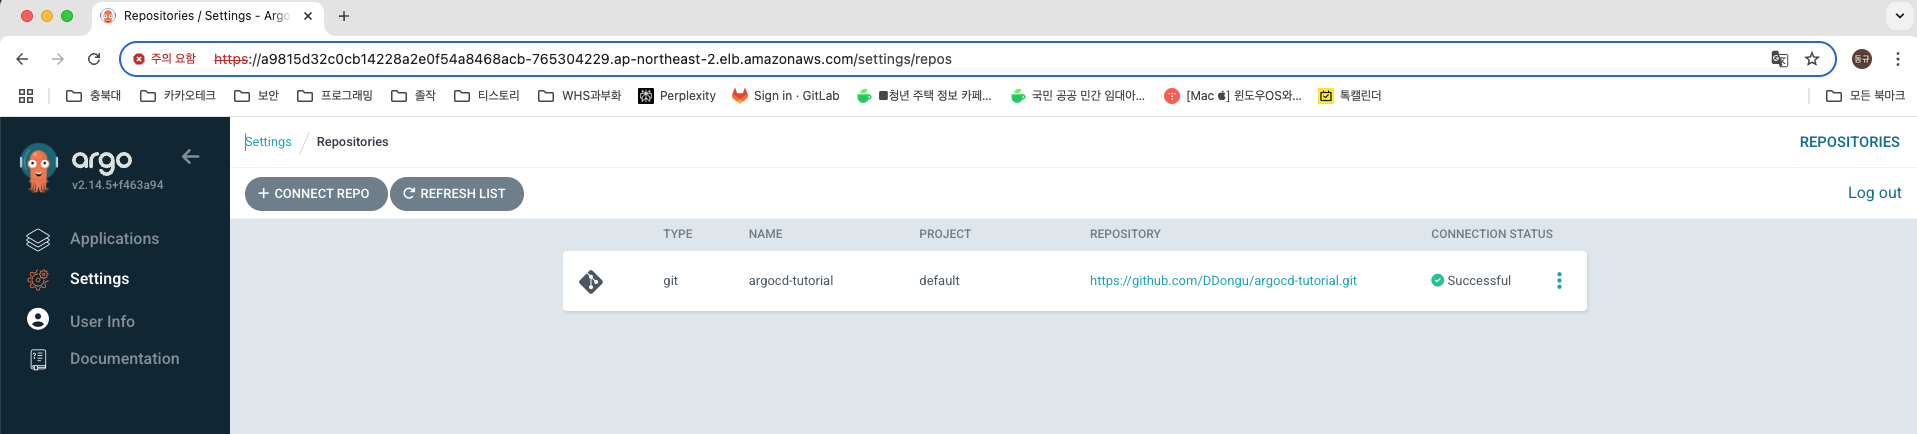 Repositories / Settings - Argo
주의 요함 https://a9815d32c0cb14228a2e0f54a8468acb-765304229.ap-northeast-2.elb.amazonaws.com/settings/repos 동규
충북대 카카오테크 보안 프로그래밍 졸작 티스토리 WHS과부화 Perplexity Sign in · GitLab ■청년 주택 정보 카페... 국민 공공 민간 임대아... [Mac ] 윈도우OS와... 톡캘린더 모든 북마크
argo
v2.14.5+f463a94
Applications
Settings
User Info
Documentation
Settings / Repositories REPOSITORIES
+ CONNECT REPO REFRESH LIST Log out
TYPE NAME PROJECT REPOSITORY CONNECTION STATUS
git argocd-tutorial default https://github.com/DDongu/argocd-tutorial.git Successful